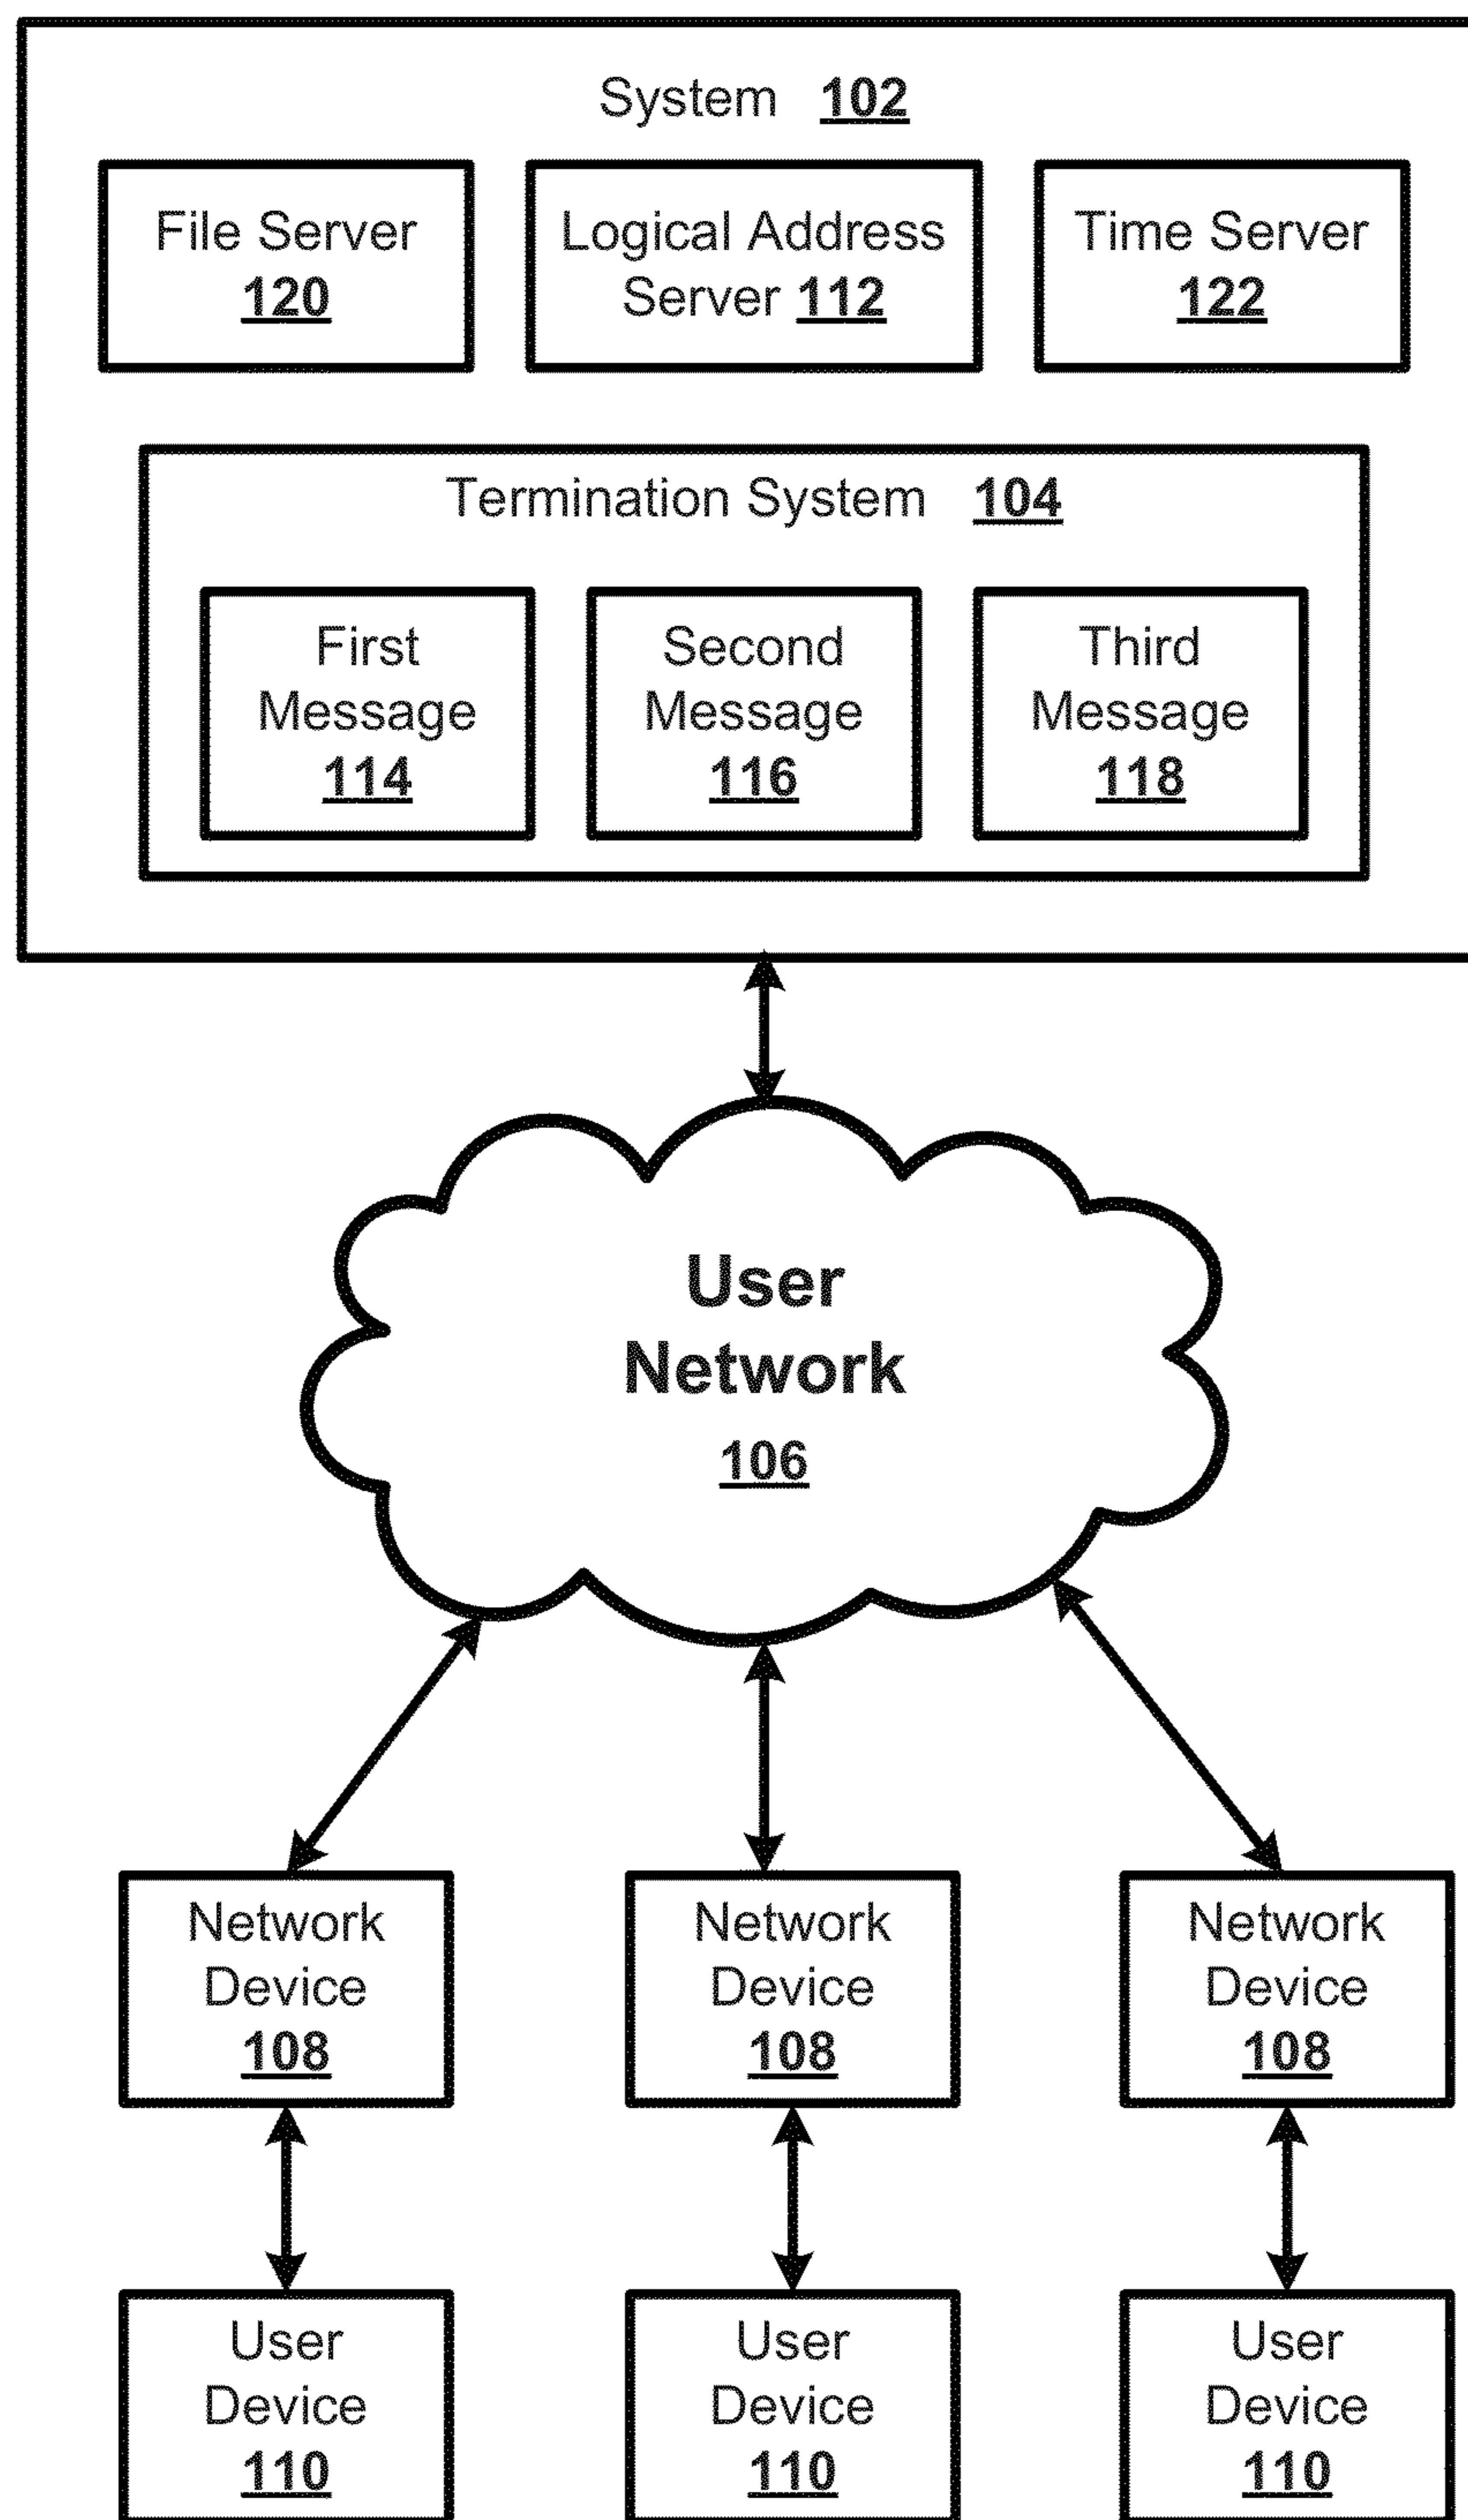 System 102
File Server
120
Logical Address
Server 112
Time Server
122
Termination System 104
First
Message
114
Second
Message
116
Third
Message
118
User
Network
106
Network
Device
108
Network
Device
108
Network
Device
108
User
Device
110
User
Device
110
User
Device
110